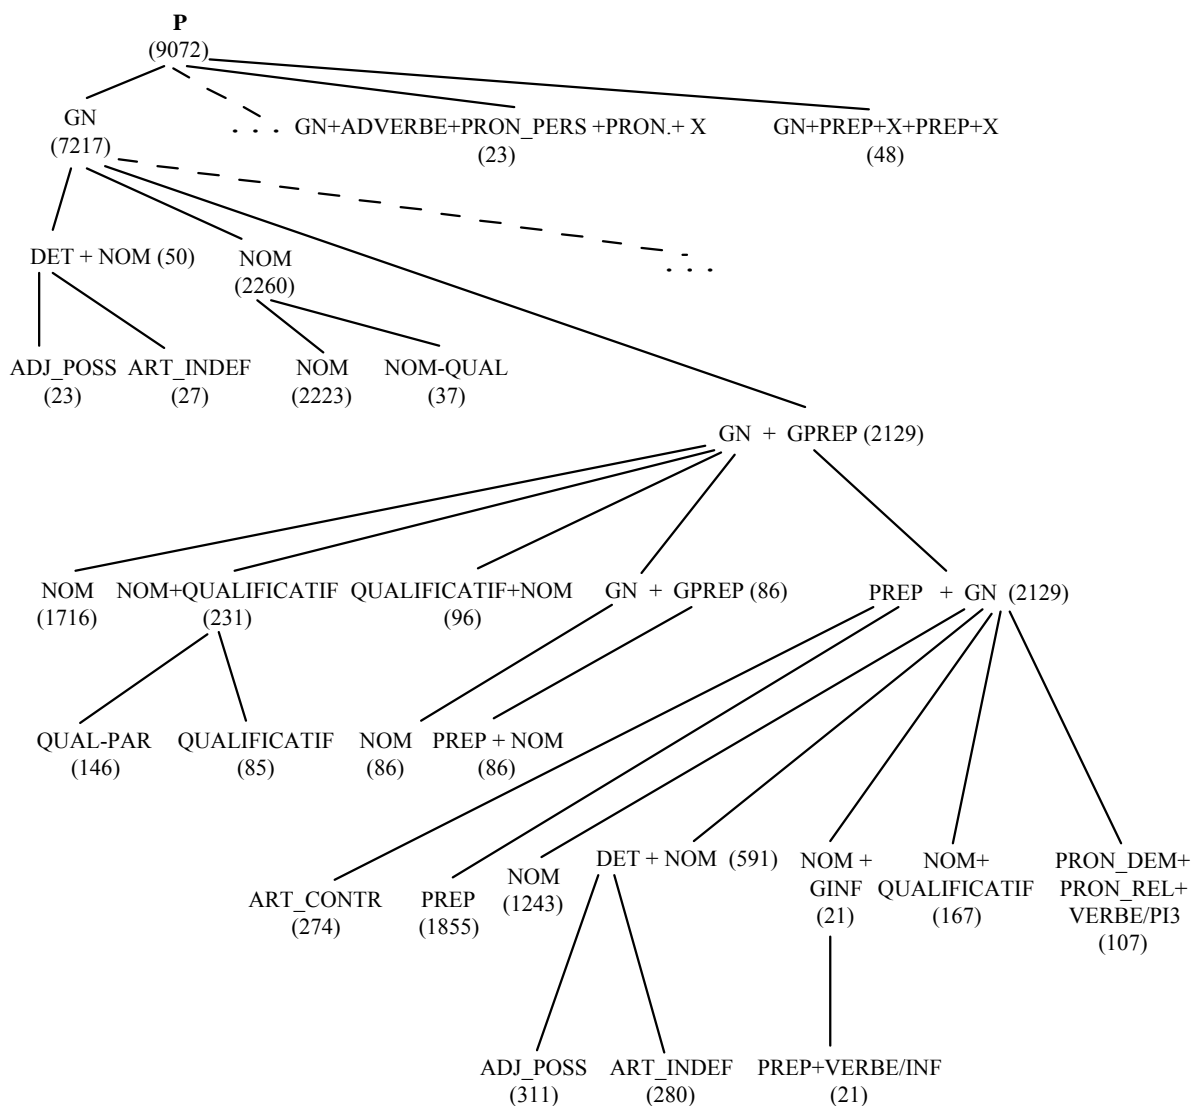 P
(9072)
GN
(7217)
. . . GN+ADVERBE+PRON_PERS +PRON.+ X
(23)
GN+PREP+X+PREP+X
(48)
DET + NOM (50)
NOM
(2260)
. . .
ADJ_POSS
(23)
ART_INDEF
(27)
NOM
(2223)
NOM-QUAL
(37)
GN + GPREP (2129)
NOM
(1716)
NOM+QUALIFICATIF
(231)
QUALIFICATIF+NOM
(96)
GN + GPREP (86)
PREP + GN (2129)
QUAL-PAR
(146)
QUALIFICATIF
(85)
NOM
(86)
PREP + NOM
(86)
ART_CONTR
(274)
PREP
(1855)
NOM
(1243)
DET + NOM (591)
NOM +
GINF
(21)
NOM+
QUALIFICATIF
(167)
PRON_DEM+
PRON_REL+
VERBE/PI3
(107)
ADJ_POSS
(311)
ART_INDEF
(280)
PREP+VERBE/INF
(21)